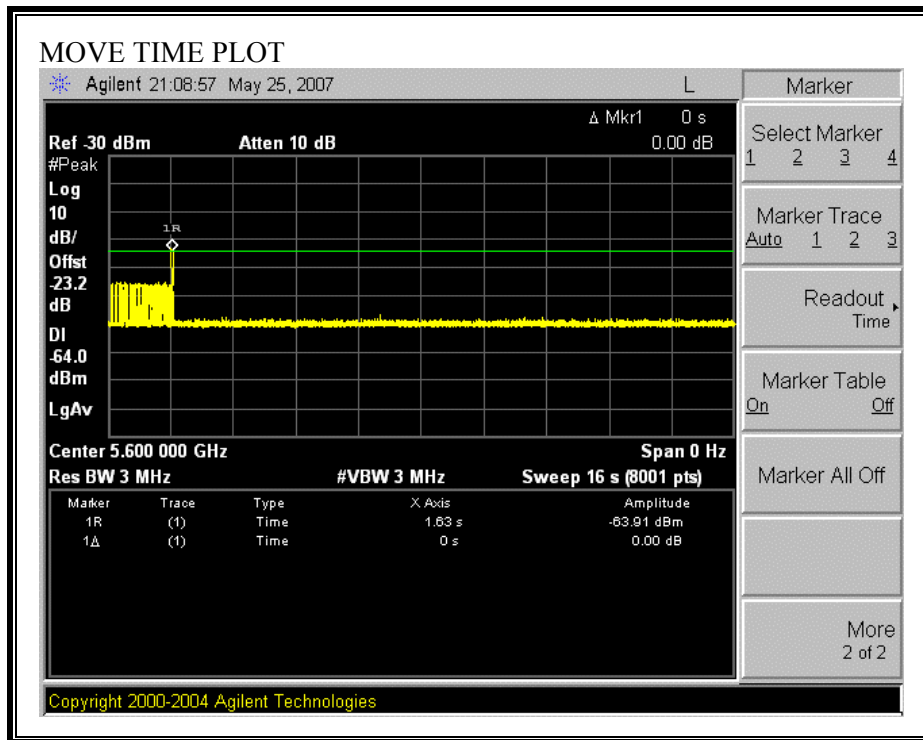 MOVE TIME PLOT
Agilent 21:08:57 May 25, 2007 L
Δ Mkr1 0 s
Ref -30 dBm Atten 10 dB 0.00 dB
#Peak
Log
10
dB/
Offst
-23.2
dB
DI
-64.0
dBm
LgAv
1R
Center 5.600 000 GHz Span 0 Hz
Res BW 3 MHz #VBW 3 MHz Sweep 16 s (8001 pts)
Marker Trace Type X Axis Amplitude
1R (1) Time 1.63 s -63.91 dBm
1Δ (1) Time 0 s 0.00 dB
Copyright 2000-2004 Agilent Technologies
Marker
Select Marker
1 2 3 4
Marker Trace
Auto 1 2 3
Readout
Time
Marker Table
On Off
Marker All Off
More
2 of 2